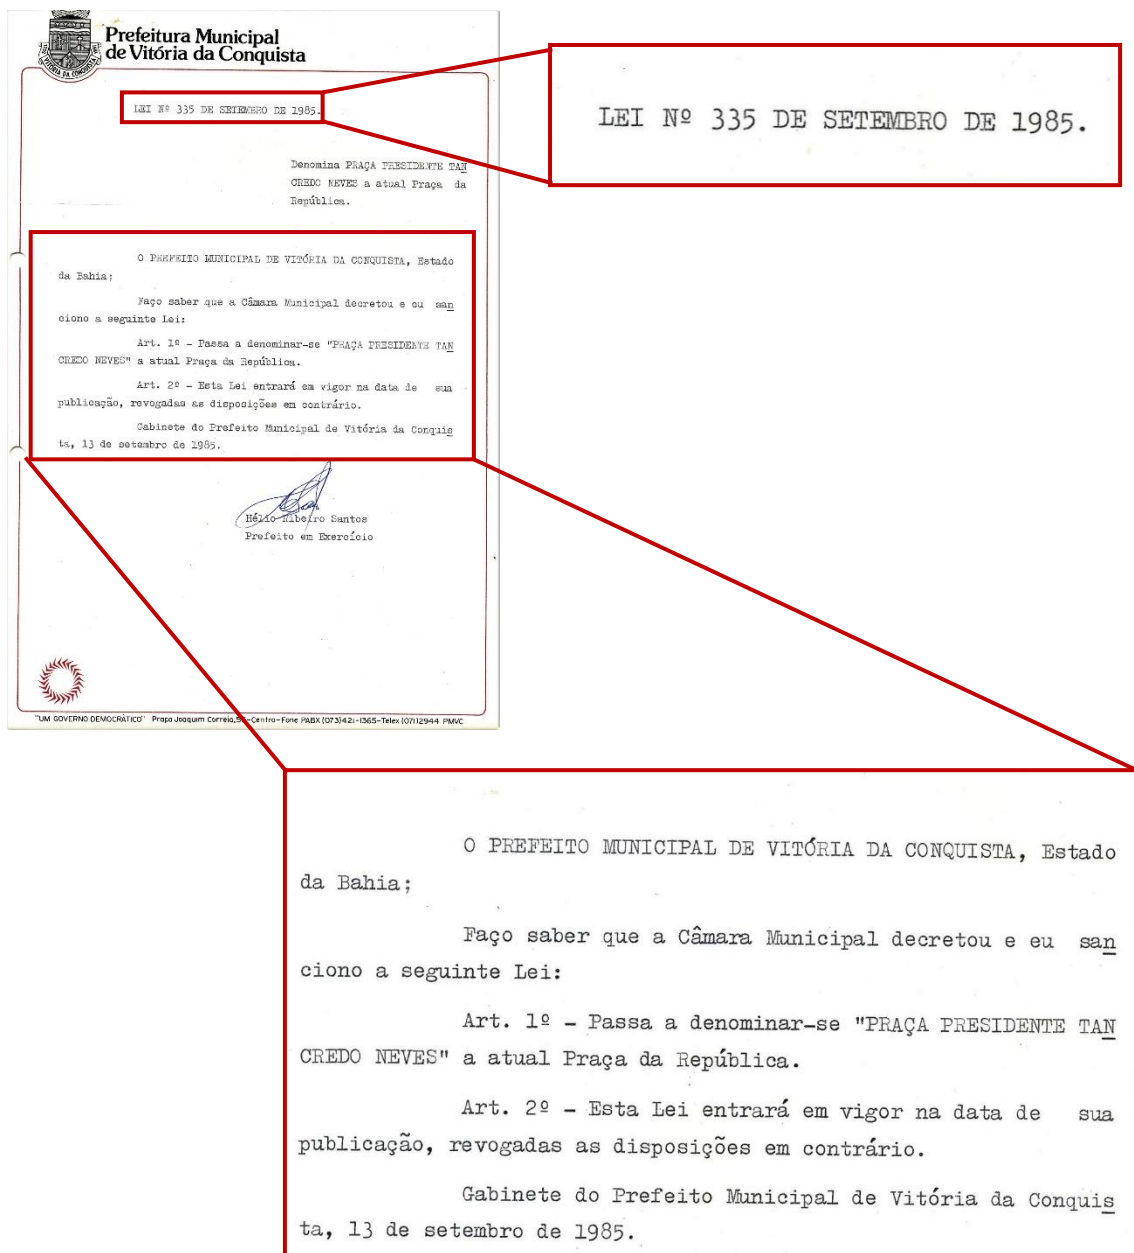 Prefeitura Municipal
de Vitória da Conquista
LEI Nº 335 DE SETEMBRO DE 1985.
Denomina PRAÇA PRESIDENTE TAN
CREDO NEVES a atual Praça da
República.
O PREFEITO MUNICIPAL DE VITÓRIA DA CONQUISTA, Estado
da Bahia;
Faço saber que a Câmara Municipal decretou e eu san
ciono a seguinte Lei:
Art. 1º - Passa a denominar-se "PRAÇA PRESIDENTE TAN
CREDO NEVES" a atual Praça da República.
Art. 2º - Esta Lei entrará em vigor na data de sua
publicação, revogadas as disposições em contrário.
Gabinete do Prefeito Municipal de Vitória da Conquis
ta, 13 de setembro de 1985.
Hélio Ribeiro Santos
Prefeito em Exercício
"UM GOVERNO DEMOCRÁTICO" Praça Joaquim Correia, -Centro-Fone PABX (073)421-1365-Telex (071)2944 PMVC
LEI Nº 335 DE SETEMBRO DE 1985.
O PREFEITO MUNICIPAL DE VITÓRIA DA CONQUISTA, Estado
da Bahia;
Faço saber que a Câmara Municipal decretou e eu san
ciono a seguinte Lei:
Art. 1º - Passa a denominar-se "PRAÇA PRESIDENTE TAN
CREDO NEVES" a atual Praça da República.
Art. 2º - Esta Lei entrará em vigor na data de sua
publicação, revogadas as disposições em contrário.
Gabinete do Prefeito Municipal de Vitória da Conquis
ta, 13 de setembro de 1985.